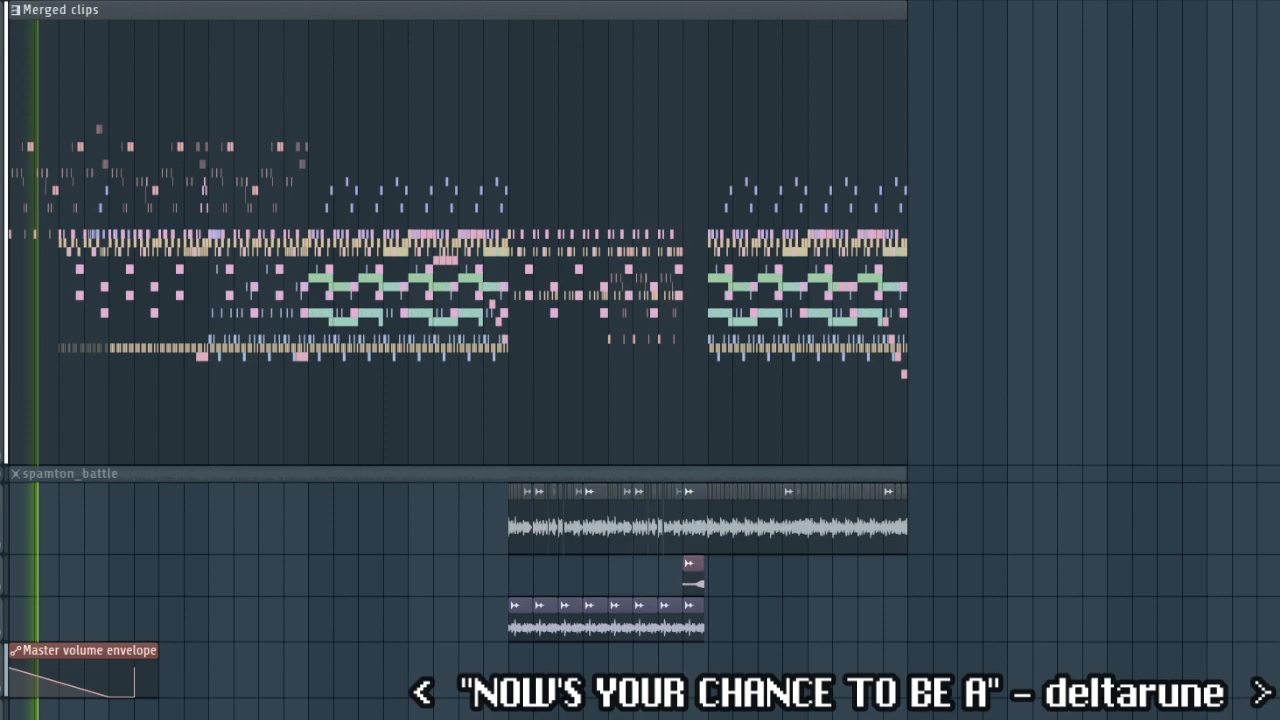 Merged clips
spamton_battle
Master volume envelope
< "NOW'S YOUR CHANCE TO BE A" - deltarune >